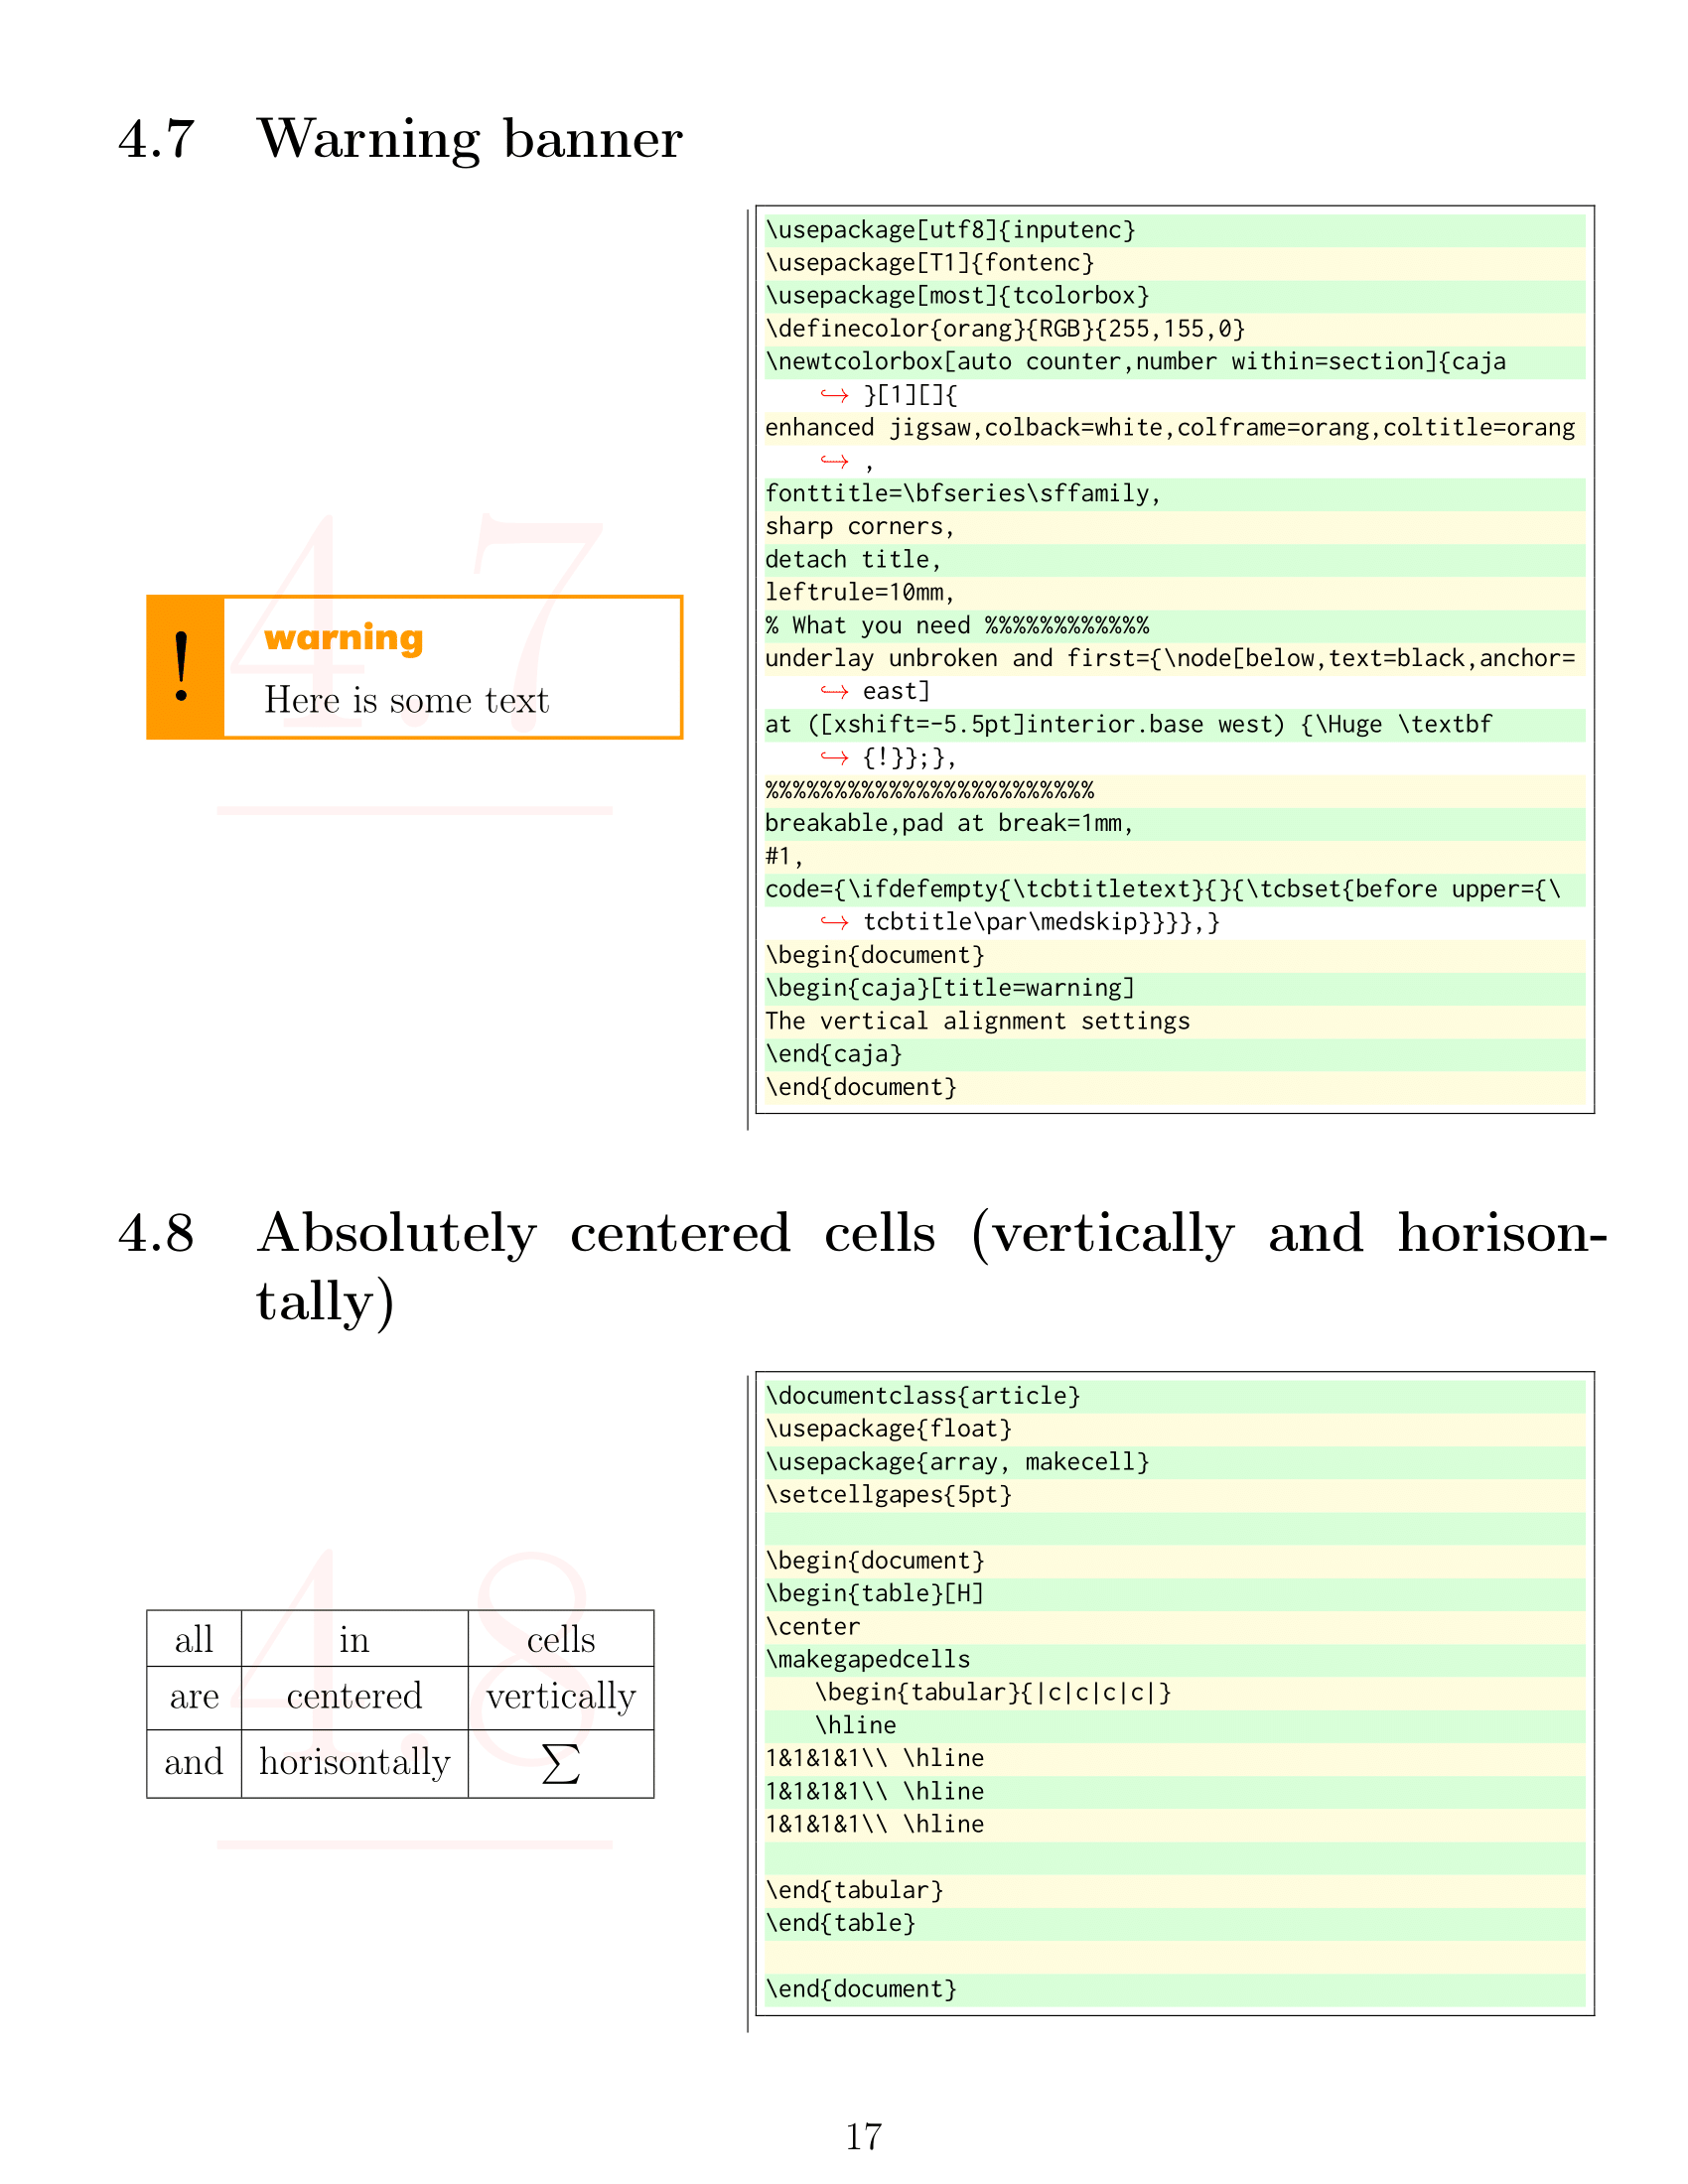 4.7 Warning banner
4.7
!
warning
Here is some text
\usepackage[utf8]{inputenc}
\usepackage[T1]{fontenc}
\usepackage[most]{tcolorbox}
\definecolor{orang}{RGB}{255,155,0}
\newtcolorbox[auto counter,number within=section]{caja
↪ }[1][]{
enhanced jigsaw,colback=white,colframe=orang,coltitle=orang
↪ ,
fonttitle=\bfseries\sffamily,
sharp corners,
detach title,
leftrule=10mm,
% What you need %%%%%%%%%%%%
underlay unbroken and first={\node[below,text=black,anchor=
↪ east]
at ([xshift=-5.5pt]interior.base west) {\Huge \textbf
↪ {!}};},
%%%%%%%%%%%%%%%%%%%%%%%%
breakable,pad at break=1mm,
#1,
code={\ifdefempty{\tcbtitletext}{}{\tcbset{before upper={\
↪ tcbtitle\par\medskip}}}},}
\begin{document}
\begin{caja}[title=warning]
The vertical alignment settings
\end{caja}
\end{document}
4.8 Absolutely centered cells (vertically and horison-
tally)
4.8
all in cells
are centered vertically
and horisontally ∑
\documentclass{article}
\usepackage{float}
\usepackage{array, makecell}
\setcellgapes{5pt}
\begin{document}
\begin{table}[H]
\center
\makegapedcells
\begin{tabular}{|c|c|c|c|}
\hline
1&1&1&1\\ \hline
1&1&1&1\\ \hline
1&1&1&1\\ \hline
\end{tabular}
\end{table}
\end{document}
17